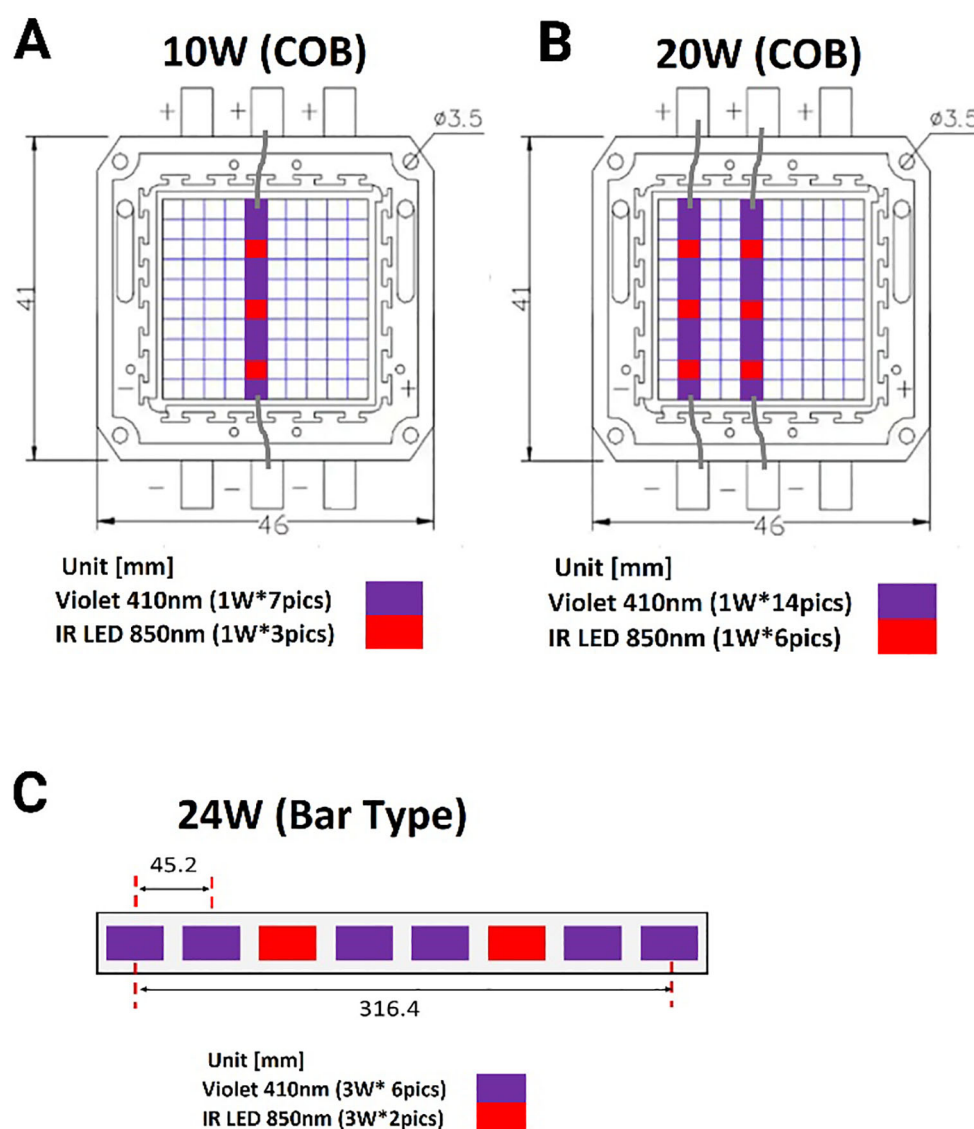 A
10W (COB)
+ + +
ø3.5
41
− +
− − −
46
Unit [mm]
Violet 410nm (1W*7pics)
IR LED 850nm (1W*3pics)
B
20W (COB)
+ + +
ø3.5
41
− +
− − −
46
Unit [mm]
Violet 410nm (1W*14pics)
IR LED 850nm (1W*6pics)
C
24W (Bar Type)
45.2
316.4
Unit [mm]
Violet 410nm (3W* 6pics)
IR LED 850nm (3W*2pics)